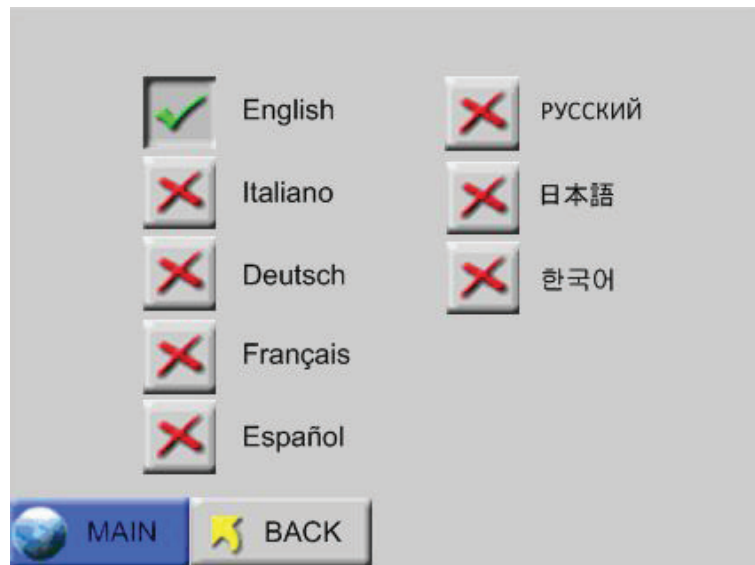 English
Italiano
Deutsch
Français
Español
РУССКИЙ
日本語
한국어
MAIN
BACK